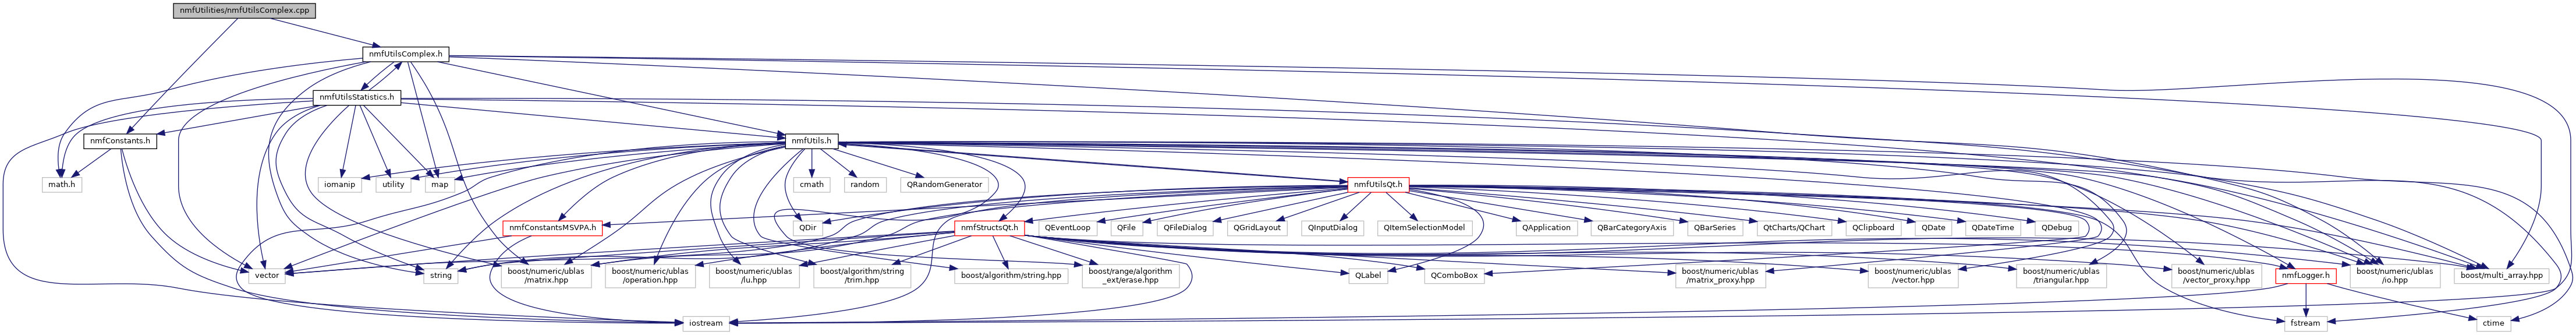 nmfUtilities/nmfUtilsComplex.cpp
nmfUtilsComplex.h
nmfUtilsStatistics.h
nmfConstants.h
nmfUtils.h
math.h
iomanip
utility
map
cmath
random
QRandomGenerator
nmfUtilsQt.h
nmfConstantsMSVPA.h
QDir
nmfStructsQt.h
QEventLoop
QFile
QFileDialog
QGridLayout
QInputDialog
QItemSelectionModel
QApplication
QBarCategoryAxis
QBarSeries
QtCharts/QChart
QClipboard
QDate
QDateTime
QDebug
vector
string
boost/numeric/ublas
/matrix.hpp
boost/numeric/ublas
/operation.hpp
boost/numeric/ublas
/lu.hpp
boost/algorithm/string
/trim.hpp
boost/algorithm/string.hpp
boost/range/algorithm
_ext/erase.hpp
QLabel
QComboBox
boost/numeric/ublas
/matrix_proxy.hpp
boost/numeric/ublas
/vector.hpp
boost/numeric/ublas
/triangular.hpp
boost/numeric/ublas
/vector_proxy.hpp
nmfLogger.h
boost/numeric/ublas
/io.hpp
boost/multi_array.hpp
iostream
fstream
ctime